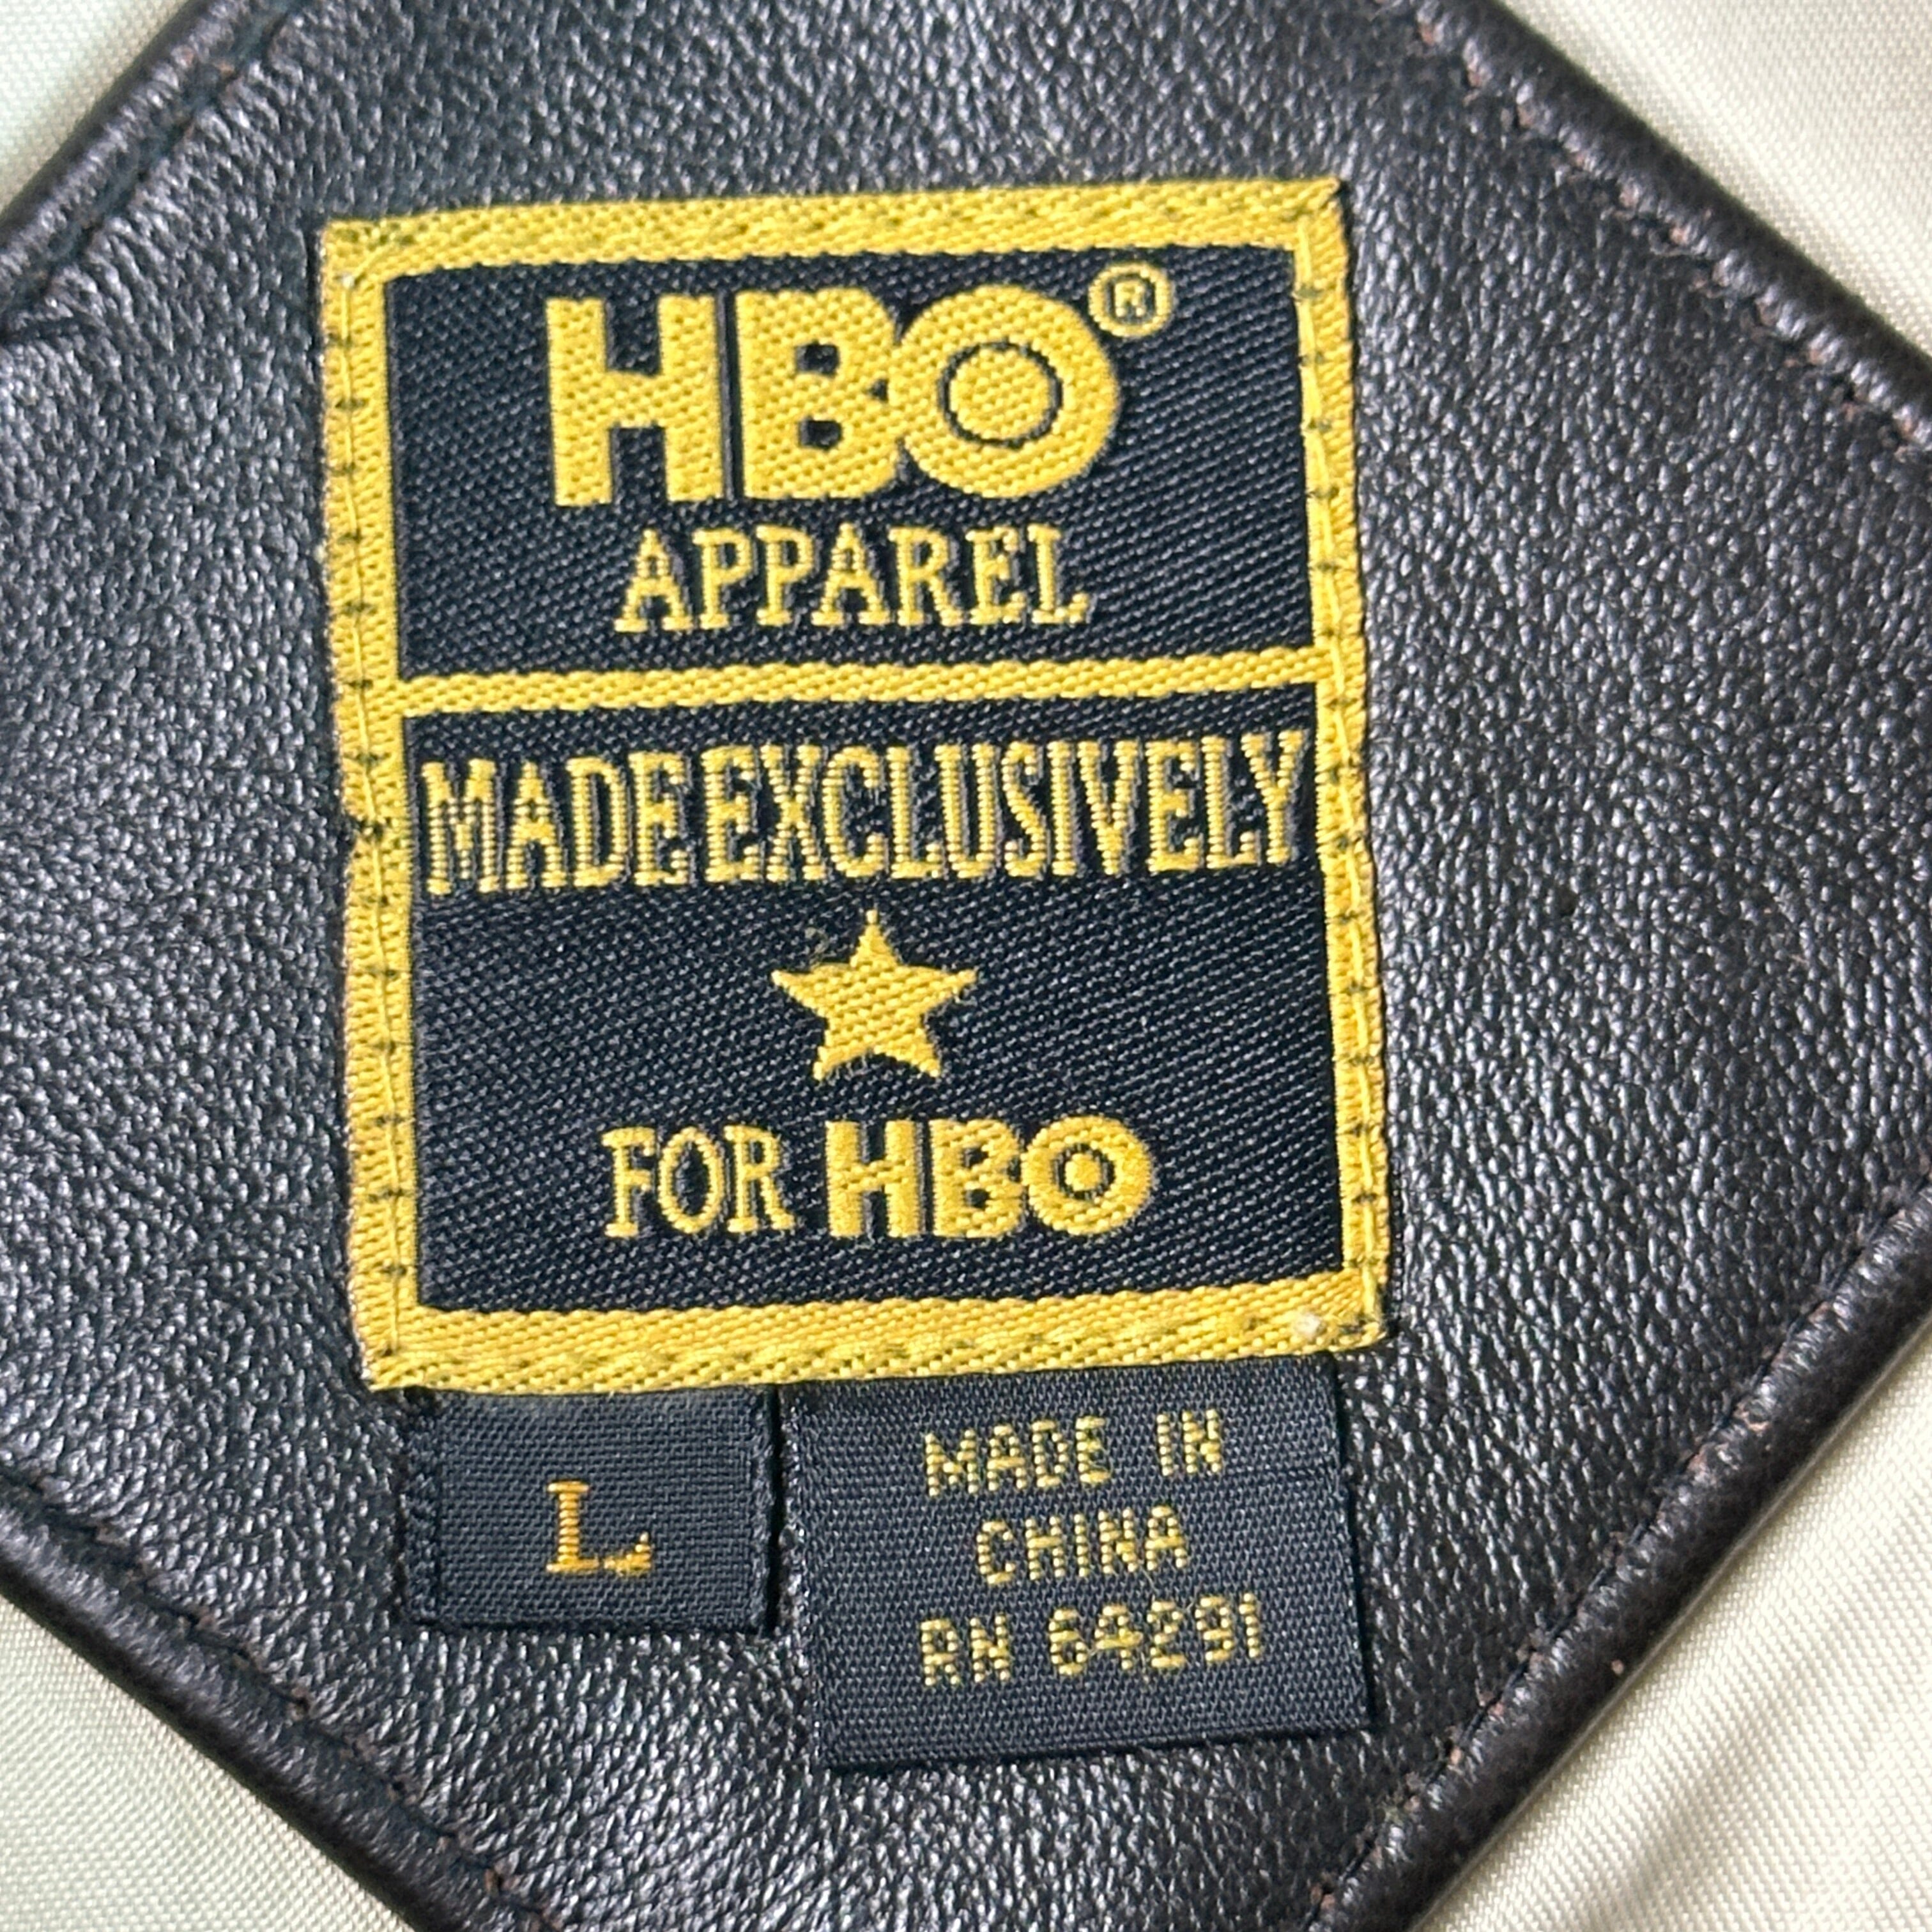 HBO®
APPAREL
MADE EXCLUSIVELY
FOR HBO
L
MADE IN
CHINA
RN 64291